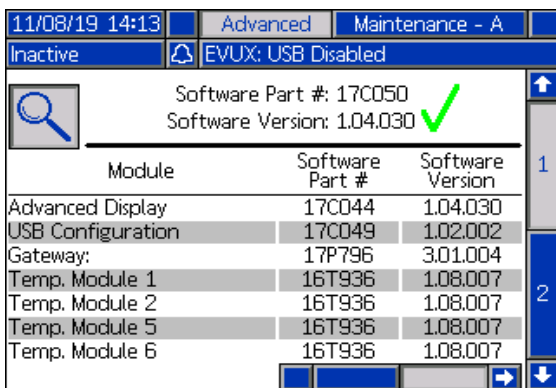 11/08/19 14:13 Advanced Maintenance - A
Inactive EVUX: USB Disabled
Software Part #: 17C050
Software Version: 1.04.030
Module Software Part # Software Version
Advanced Display 17C044 1.04.030
USB Configuration 17C049 1.02.002
Gateway: 17P796 3.01.004
Temp. Module 1 16T936 1.08.007
Temp. Module 2 16T936 1.08.007
Temp. Module 5 16T936 1.08.007
Temp. Module 6 16T936 1.08.007
1
2